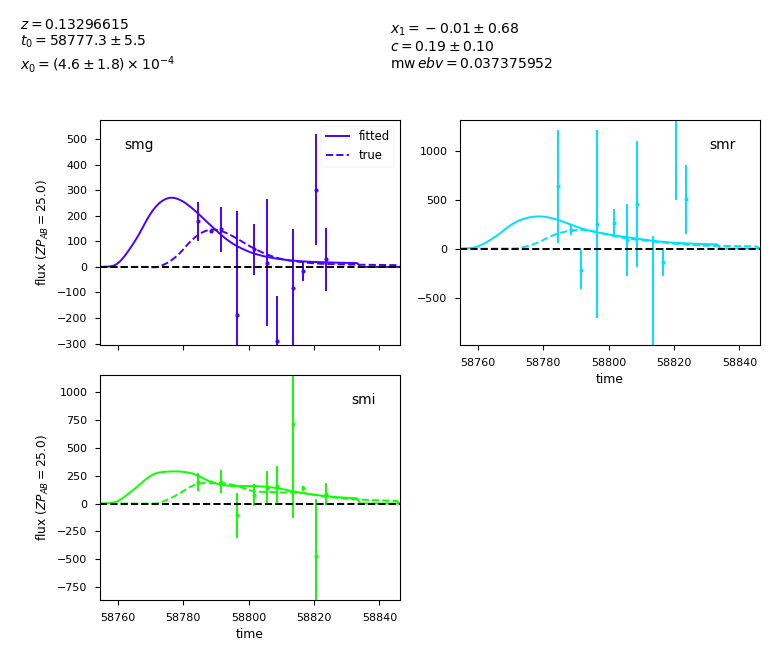 z = 0.13296615
t₀ = 58777.3 ± 5.5
x₀ = (4.6 ± 1.8) × 10⁻⁴
x₁ = −0.01 ± 0.68
c = 0.19 ± 0.10
mw ebv = 0.037375952
smg
fitted
true
500
400
300
200
100
0
−100
−200
−300
flux (ZP_AB = 25.0)
smr
1000
500
0
−500
58760 58780 58800 58820 58840
time
smi
1000
750
500
250
0
−250
−500
−750
flux (ZP_AB = 25.0)
58760 58780 58800 58820 58840
time